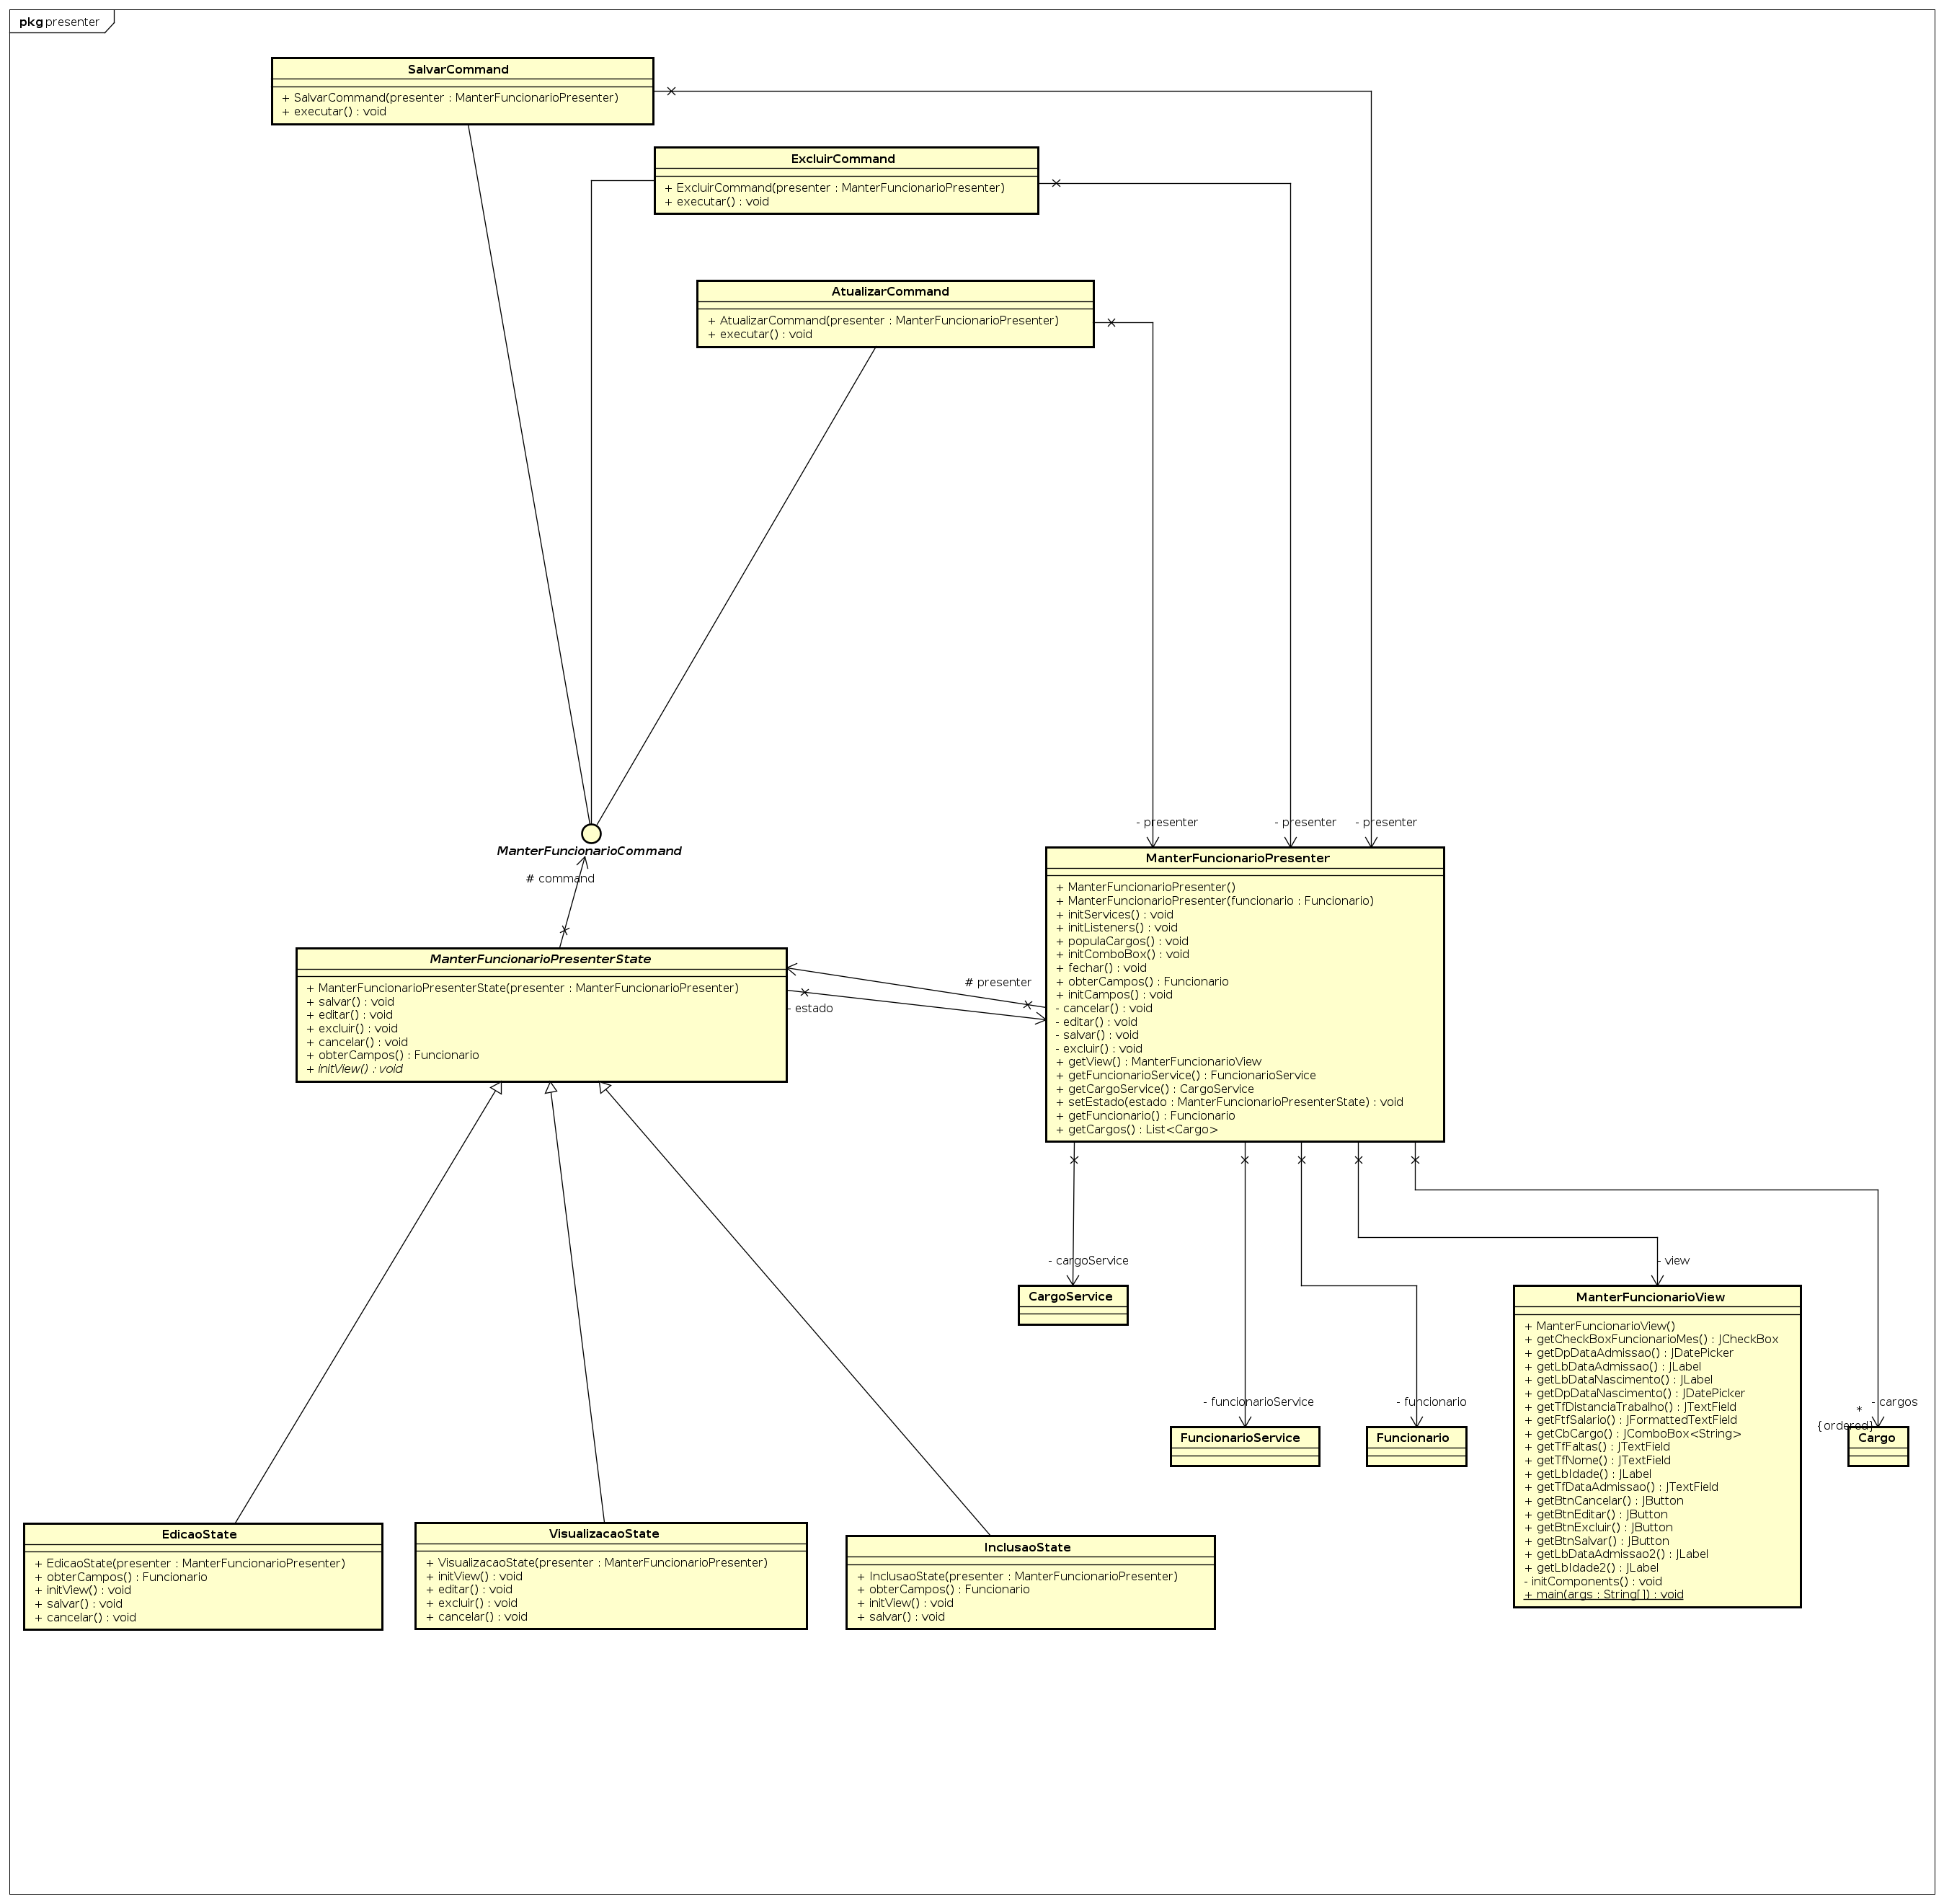 pkg presenter
SalvarCommand
+ SalvarCommand(presenter : ManterFuncionarioPresenter)
+ executar() : void
ExcluirCommand
+ ExcluirCommand(presenter : ManterFuncionarioPresenter)
+ executar() : void
AtualizarCommand
+ AtualizarCommand(presenter : ManterFuncionarioPresenter)
+ executar() : void
- presenter
- presenter
- presenter
ManterFuncionarioCommand
# command
ManterFuncionarioPresenter
+ ManterFuncionarioPresenter()
+ ManterFuncionarioPresenter(funcionario : Funcionario)
+ initServices() : void
+ initListeners() : void
+ populaCargos() : void
+ initComboBox() : void
+ fechar() : void
+ obterCampos() : Funcionario
+ initCampos() : void
- cancelar() : void
- editar() : void
- salvar() : void
- excluir() : void
+ getView() : ManterFuncionarioView
+ getFuncionarioService() : FuncionarioService
+ getCargoService() : CargoService
+ setEstado(estado : ManterFuncionarioPresenterState) : void
+ getFuncionario() : Funcionario
+ getCargos() : List<Cargo>
ManterFuncionarioPresenterState
+ ManterFuncionarioPresenterState(presenter : ManterFuncionarioPresenter)
+ salvar() : void
+ editar() : void
+ excluir() : void
+ cancelar() : void
+ obterCampos() : Funcionario
+ initView() : void
# presenter
- estado
- cargoService
CargoService
- view
ManterFuncionarioView
+ ManterFuncionarioView()
+ getCheckBoxFuncionarioMes() : JCheckBox
+ getDpDataAdmissao() : JDatePicker
+ getLbDataAdmissao() : JLabel
+ getLbDataNascimento() : JLabel
+ getDpDataNascimento() : JDatePicker
+ getTfDistanciaTrabalho() : JTextField
+ getFtfSalario() : JFormattedTextField
+ getCbCargo() : JComboBox<String>
+ getTfFaltas() : JTextField
+ getTfNome() : JTextField
+ getLbIdade() : JLabel
+ getTfDataAdmissao() : JTextField
+ getBtnCancelar() : JButton
+ getBtnEditar() : JButton
+ getBtnExcluir() : JButton
+ getBtnSalvar() : JButton
+ getLbDataAdmissao2() : JLabel
+ getLbIdade2() : JLabel
- initComponents() : void
+ main(args : String[]) : void
- funcionarioService
FuncionarioService
- funcionario
Funcionario
- cargos
*
{ordered}
Cargo
EdicaoState
+ EdicaoState(presenter : ManterFuncionarioPresenter)
+ obterCampos() : Funcionario
+ initView() : void
+ salvar() : void
+ cancelar() : void
VisualizacaoState
+ VisualizacaoState(presenter : ManterFuncionarioPresenter)
+ initView() : void
+ editar() : void
+ excluir() : void
+ cancelar() : void
InclusaoState
+ InclusaoState(presenter : ManterFuncionarioPresenter)
+ obterCampos() : Funcionario
+ initView() : void
+ salvar() : void